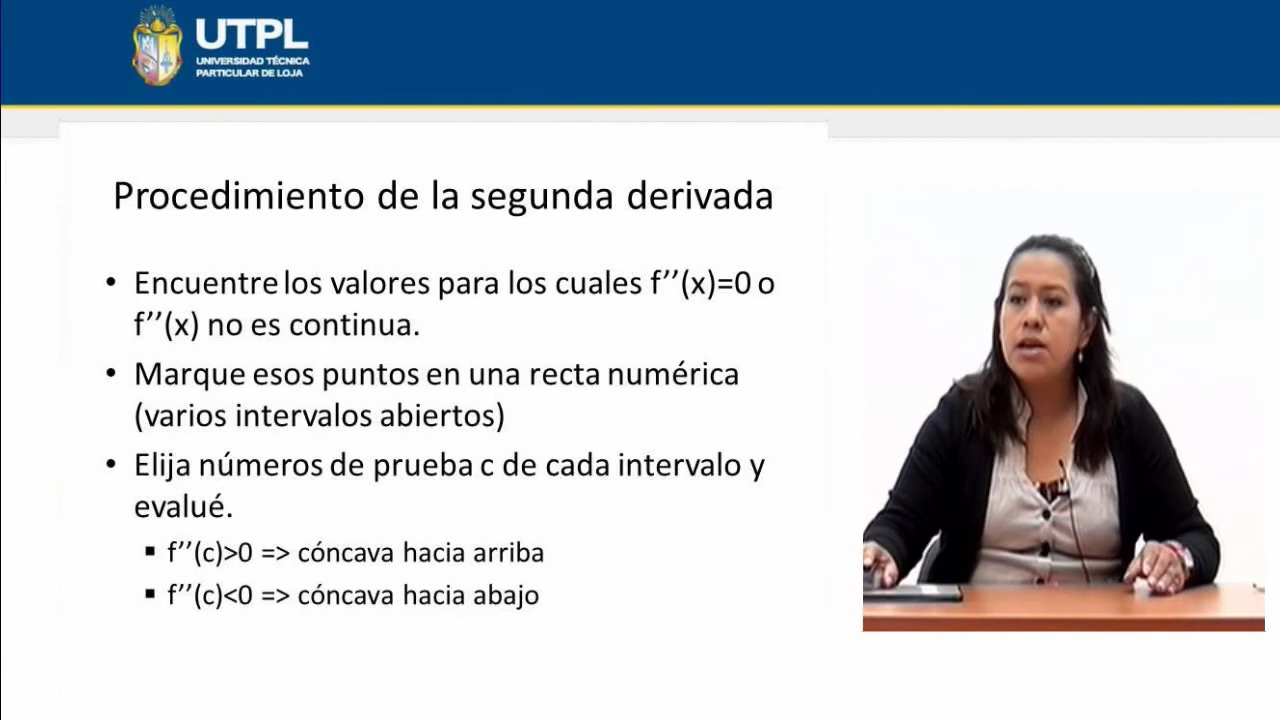 UTPL
UNIVERSIDAD TÉCNICA
PARTICULAR DE LOJA
Procedimiento de la segunda derivada
• Encuentre los valores para los cuales f’’(x)=0 o
f’’(x) no es continua.
• Marque esos puntos en una recta numérica
(varios intervalos abiertos)
• Elija números de prueba c de cada intervalo y
evalué.
▪ f’’(c)>0 => cóncava hacia arriba
▪ f’’(c)<0 => cóncava hacia abajo